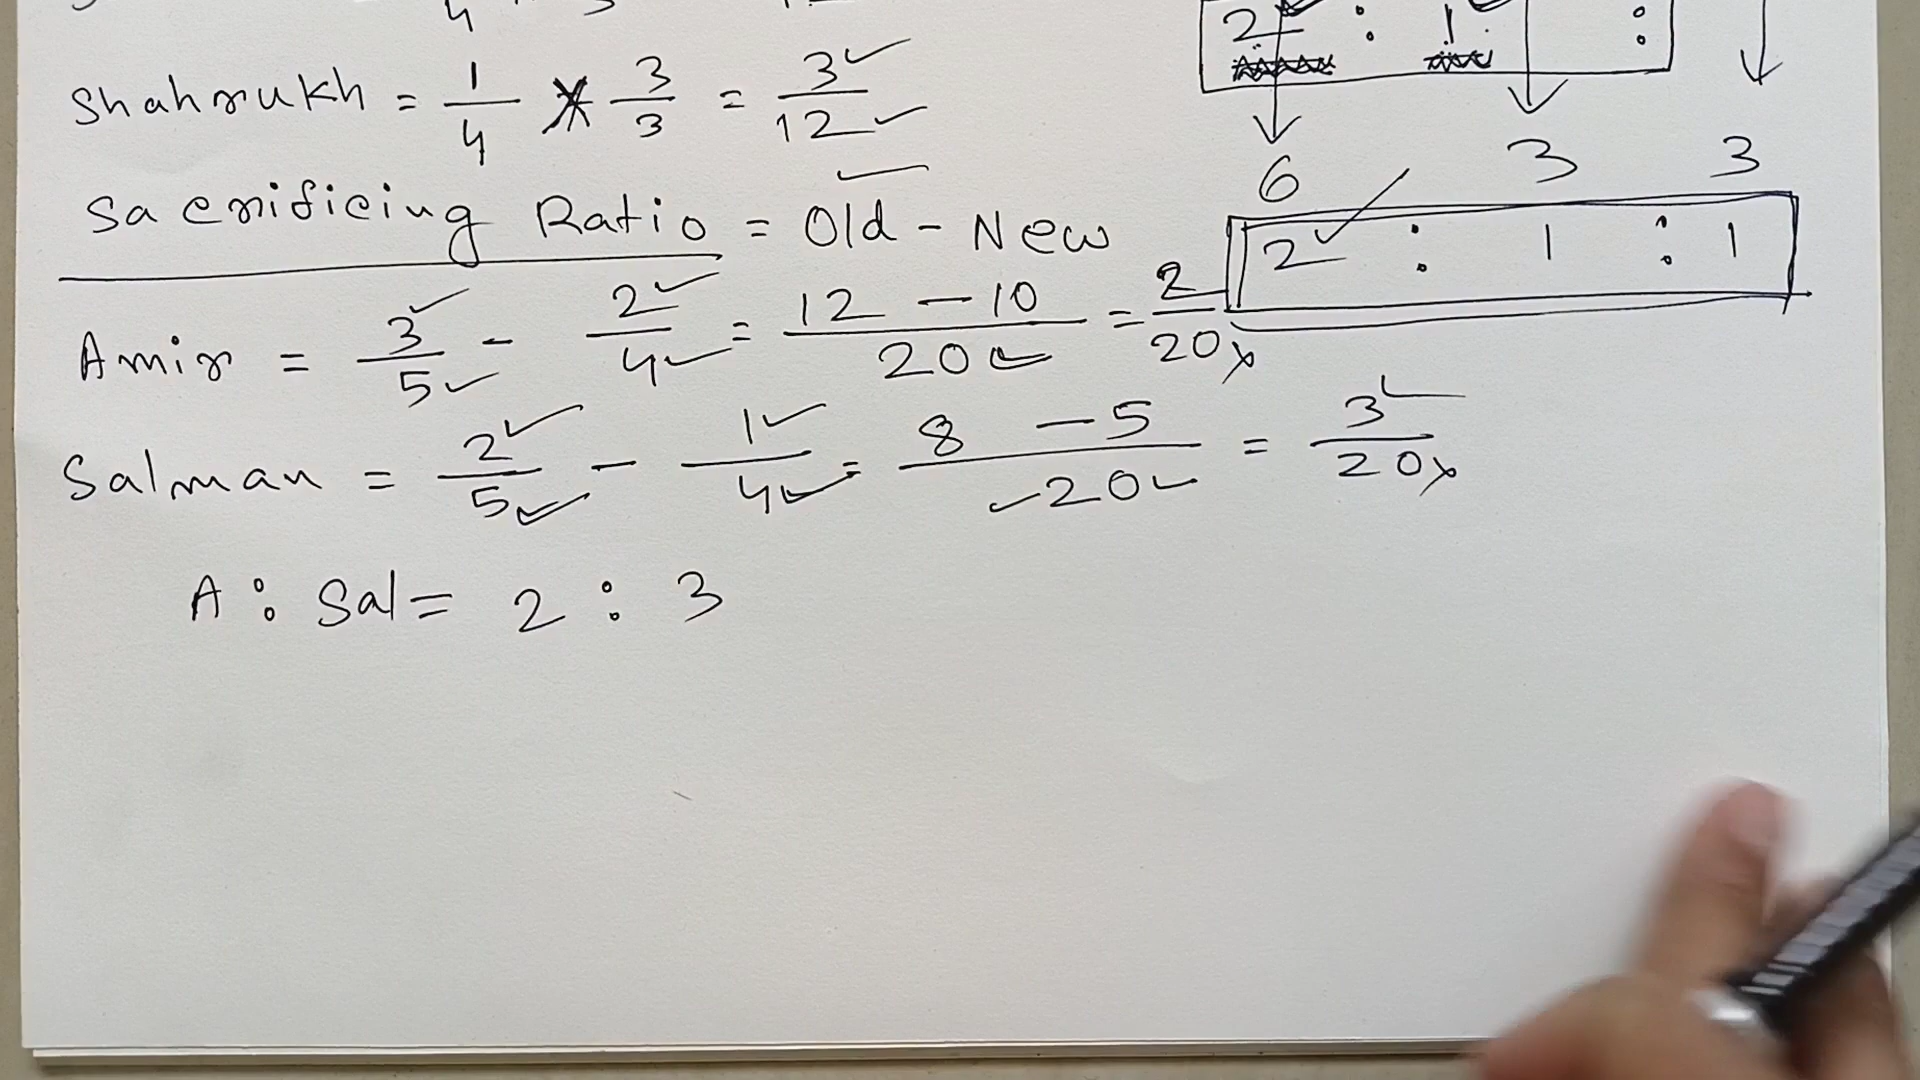 2 : 1 :
Shahrukh = 1/4 * 3/3 = 3/12
6 3 3
2 : 1 : 1
Sacrificing Ratio = Old - New
Amir = 3/5 - 2/4 = 12 - 10/20 = 2/20
Salman = 2/5 - 1/4 = 8 - 5/20 = 3/20
A : Sal = 2 : 3